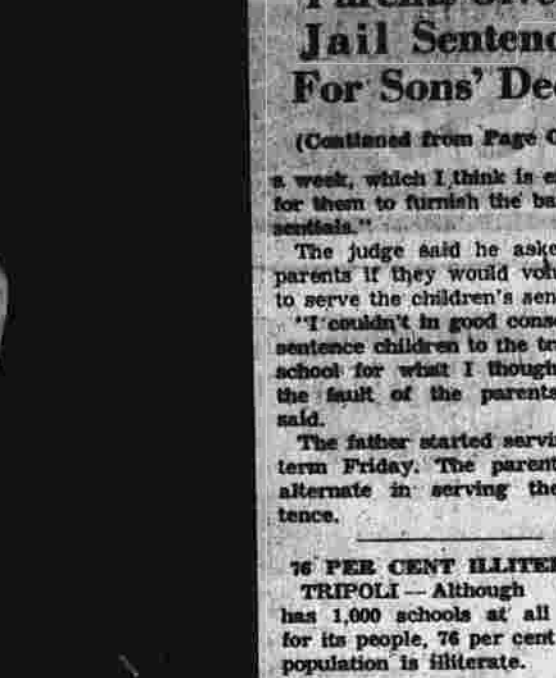 Jail Sentenc
For Sons' De
(Continued from Page
a week, which I think is e
for them to furnish the ba
sentials."
The judge said he aske
parents if they would volu
to serve the children's sen
"I couldn't in good consc
sentence children to the tr
school for what I though
the fault of the parents
said.
The father started servi
term Friday. The parent
alternate in serving the
tence.
76 PER CENT ILLITE
TRIPOLI — Although
has 1,000 schools at all
for its people, 76 per cent
population is illiterate.